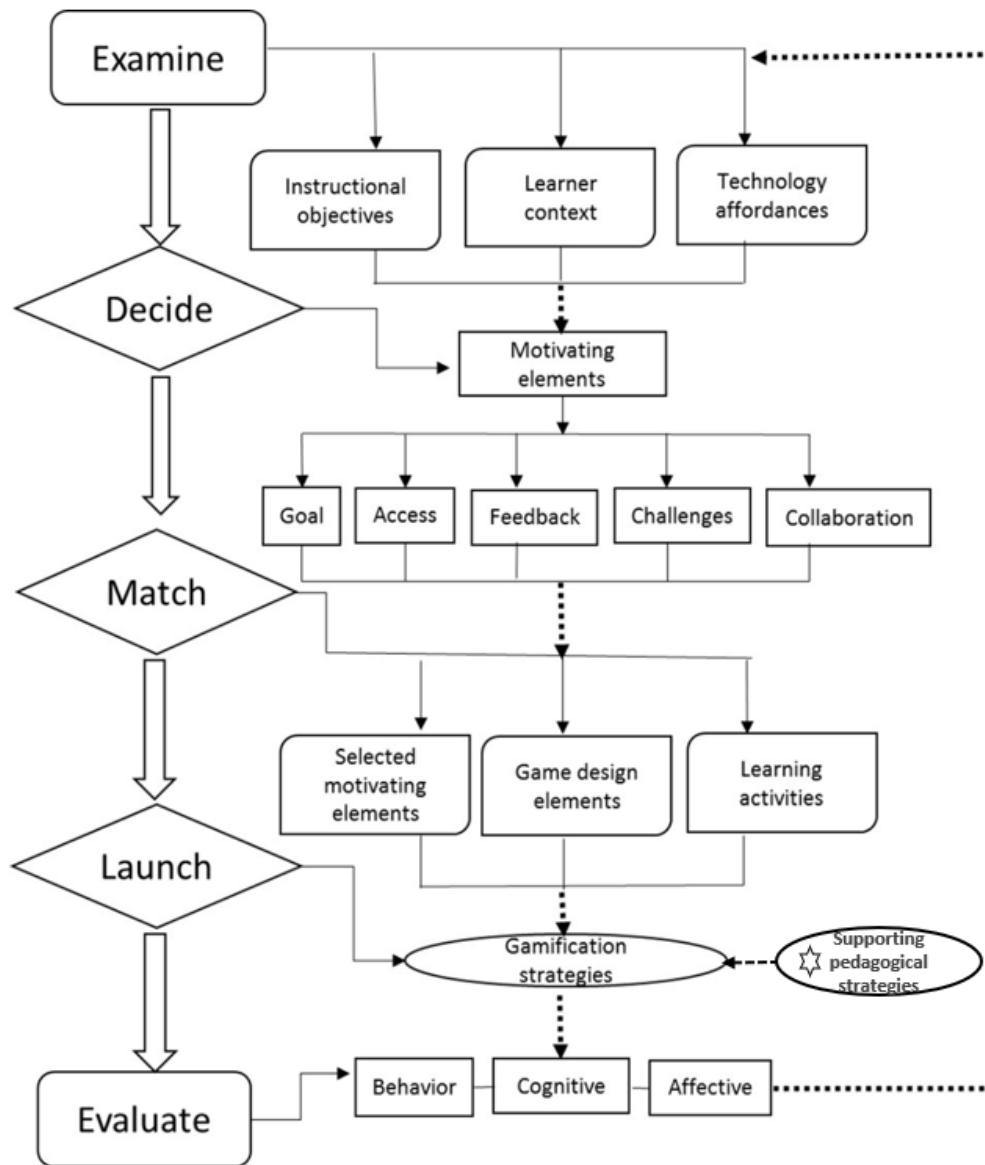 Examine
Instructional
objectives
Learner
context
Technology
affordances
Decide
Motivating
elements
Goal
Access
Feedback
Challenges
Collaboration
Match
Selected
motivating
elements
Game design
elements
Learning
activities
Launch
Gamification
strategies
Supporting
pedagogical
strategies
Evaluate
Behavior
Cognitive
Affective